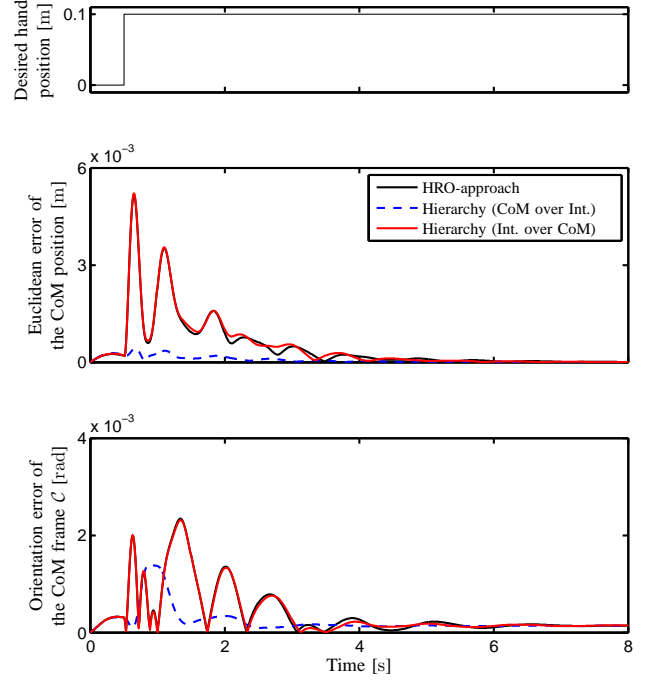 Desired hand
position [m]
0.1
0
x 10⁻³
Euclidean error of
the CoM position [m]
6
3
0
HRO-approach
Hierarchy (CoM over Int.)
Hierarchy (Int. over CoM)
x 10⁻³
Orientation error of
the CoM frame 𝒞 [rad]
4
2
0
0 2 4 6 8
Time [s]